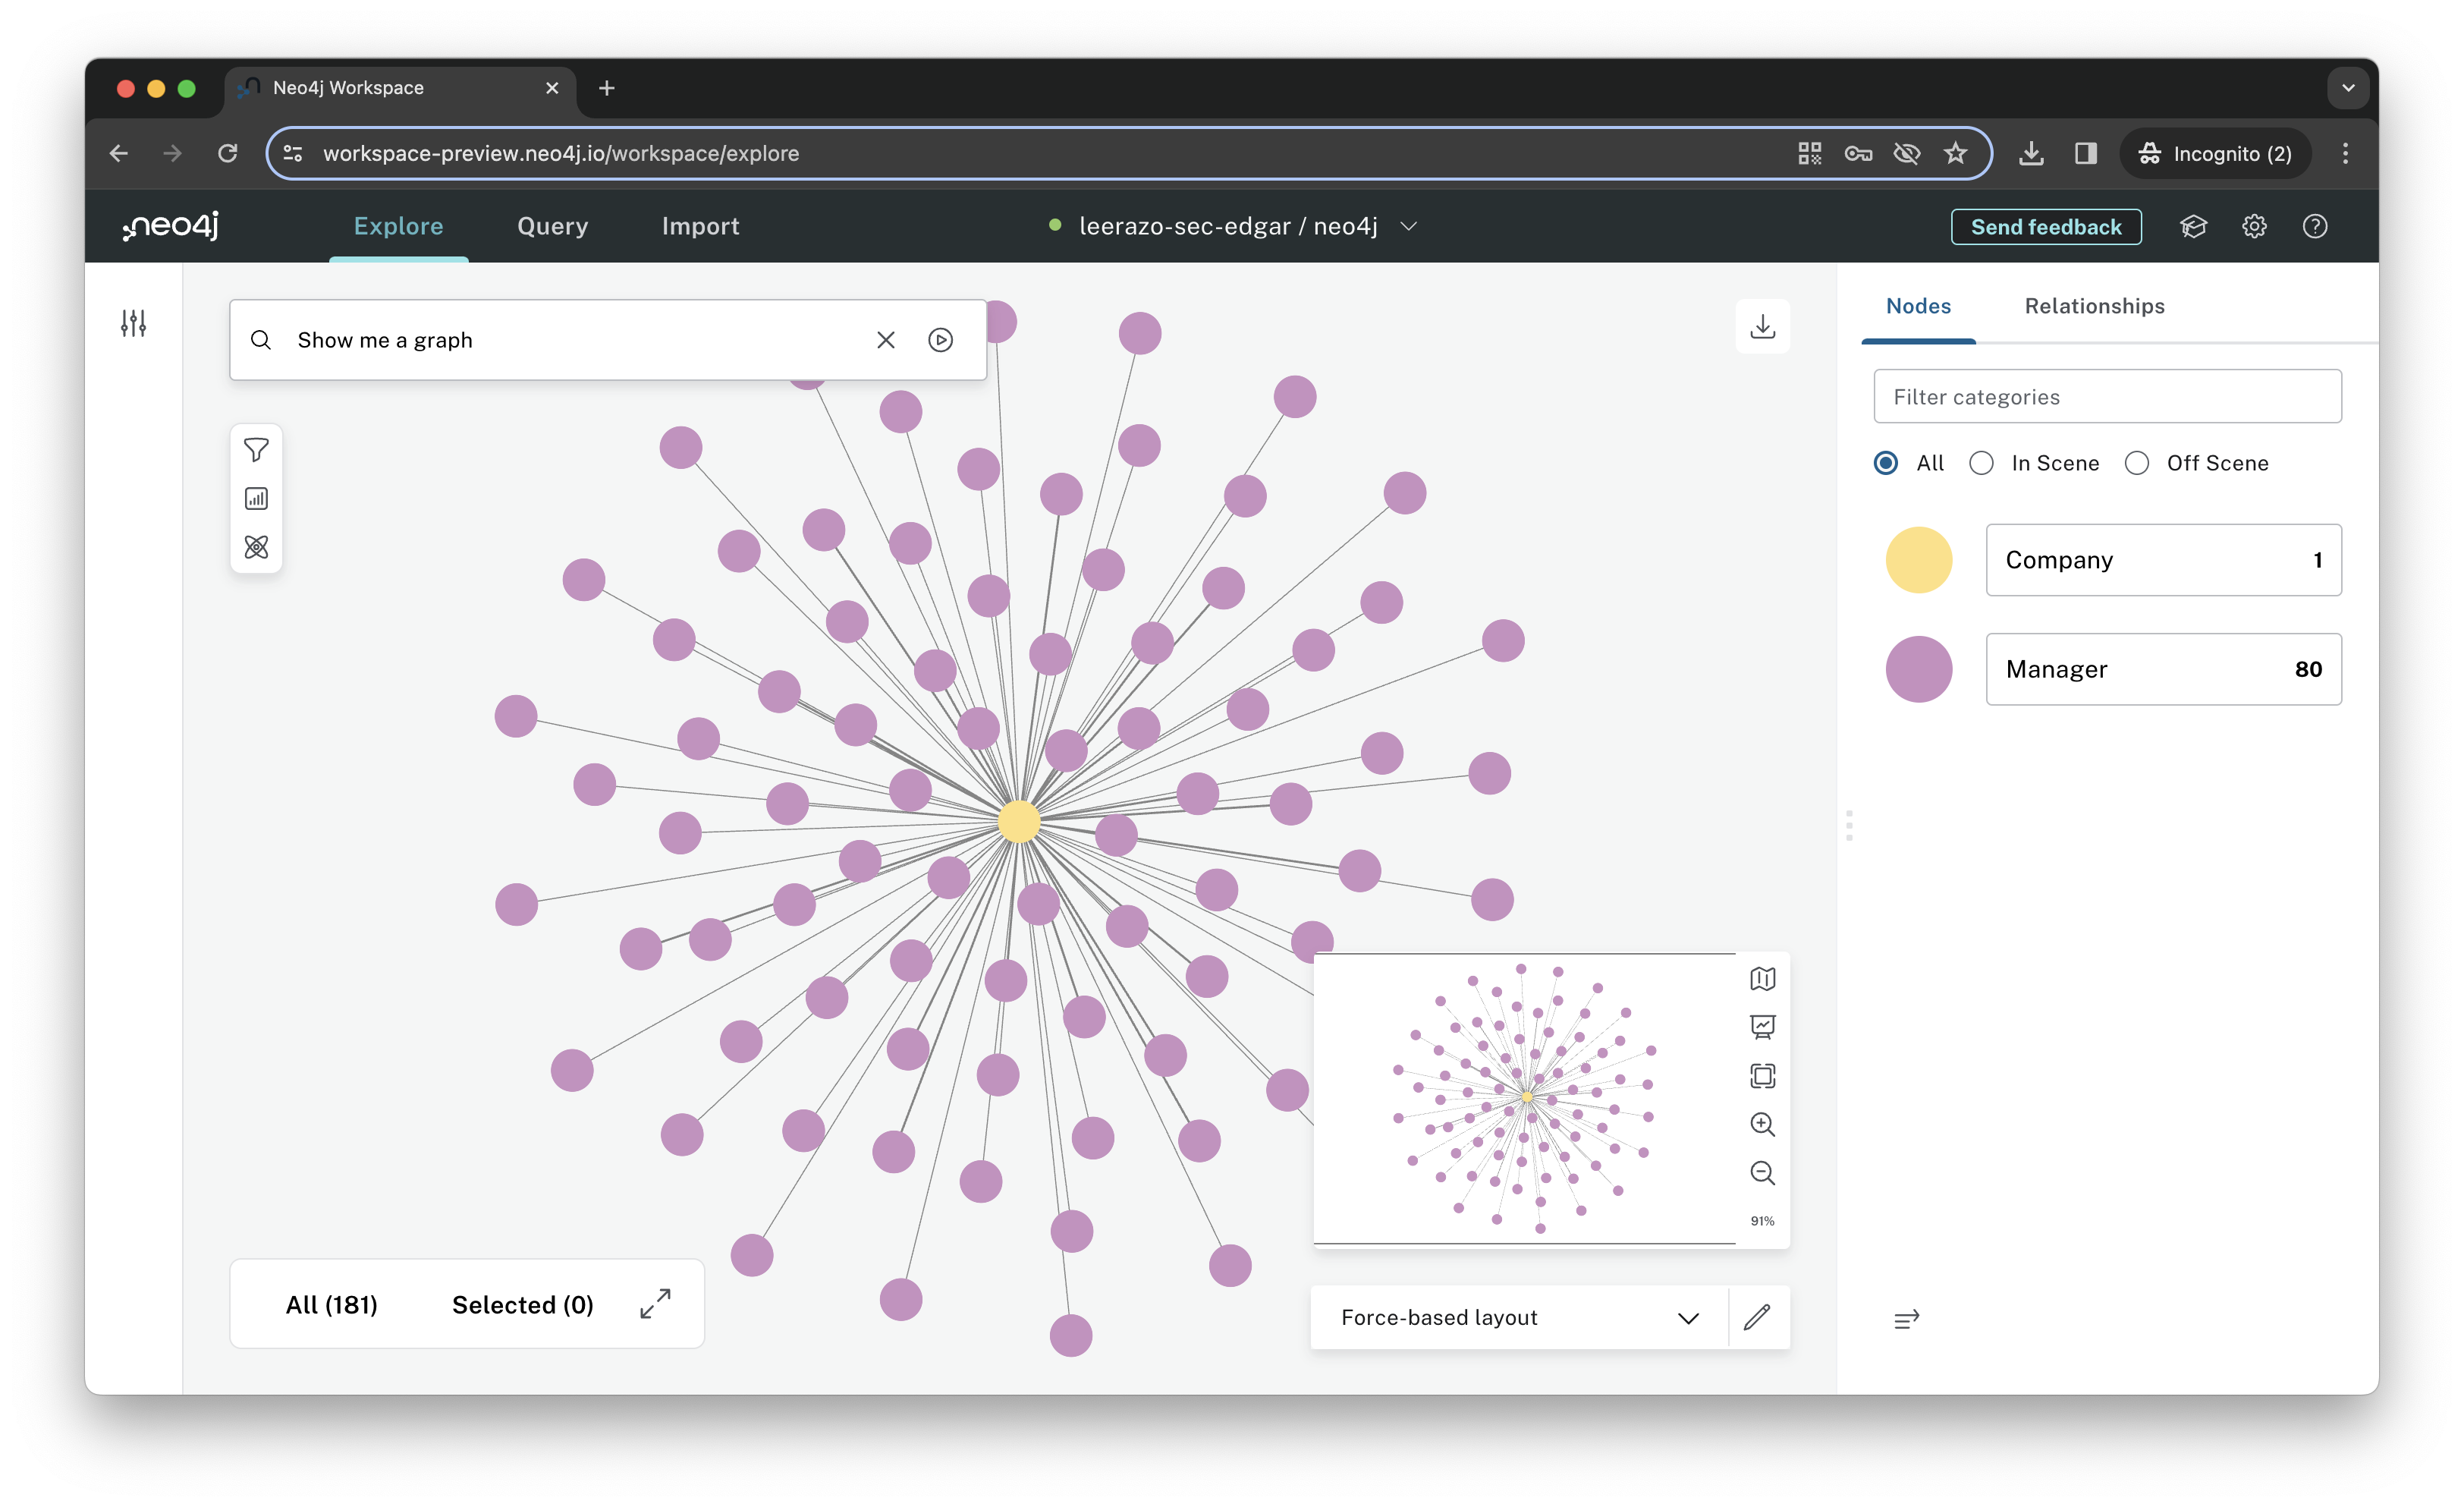 Neo4j Workspace
workspace-preview.neo4j.io/workspace/explore
Incognito (2)
neo4j
Explore
Query
Import
leerazo-sec-edgar / neo4j
Send feedback
Show me a graph
Nodes
Relationships
Filter categories
All
In Scene
Off Scene
Company 1
Manager 80
91%
All (181)
Selected (0)
Force-based layout